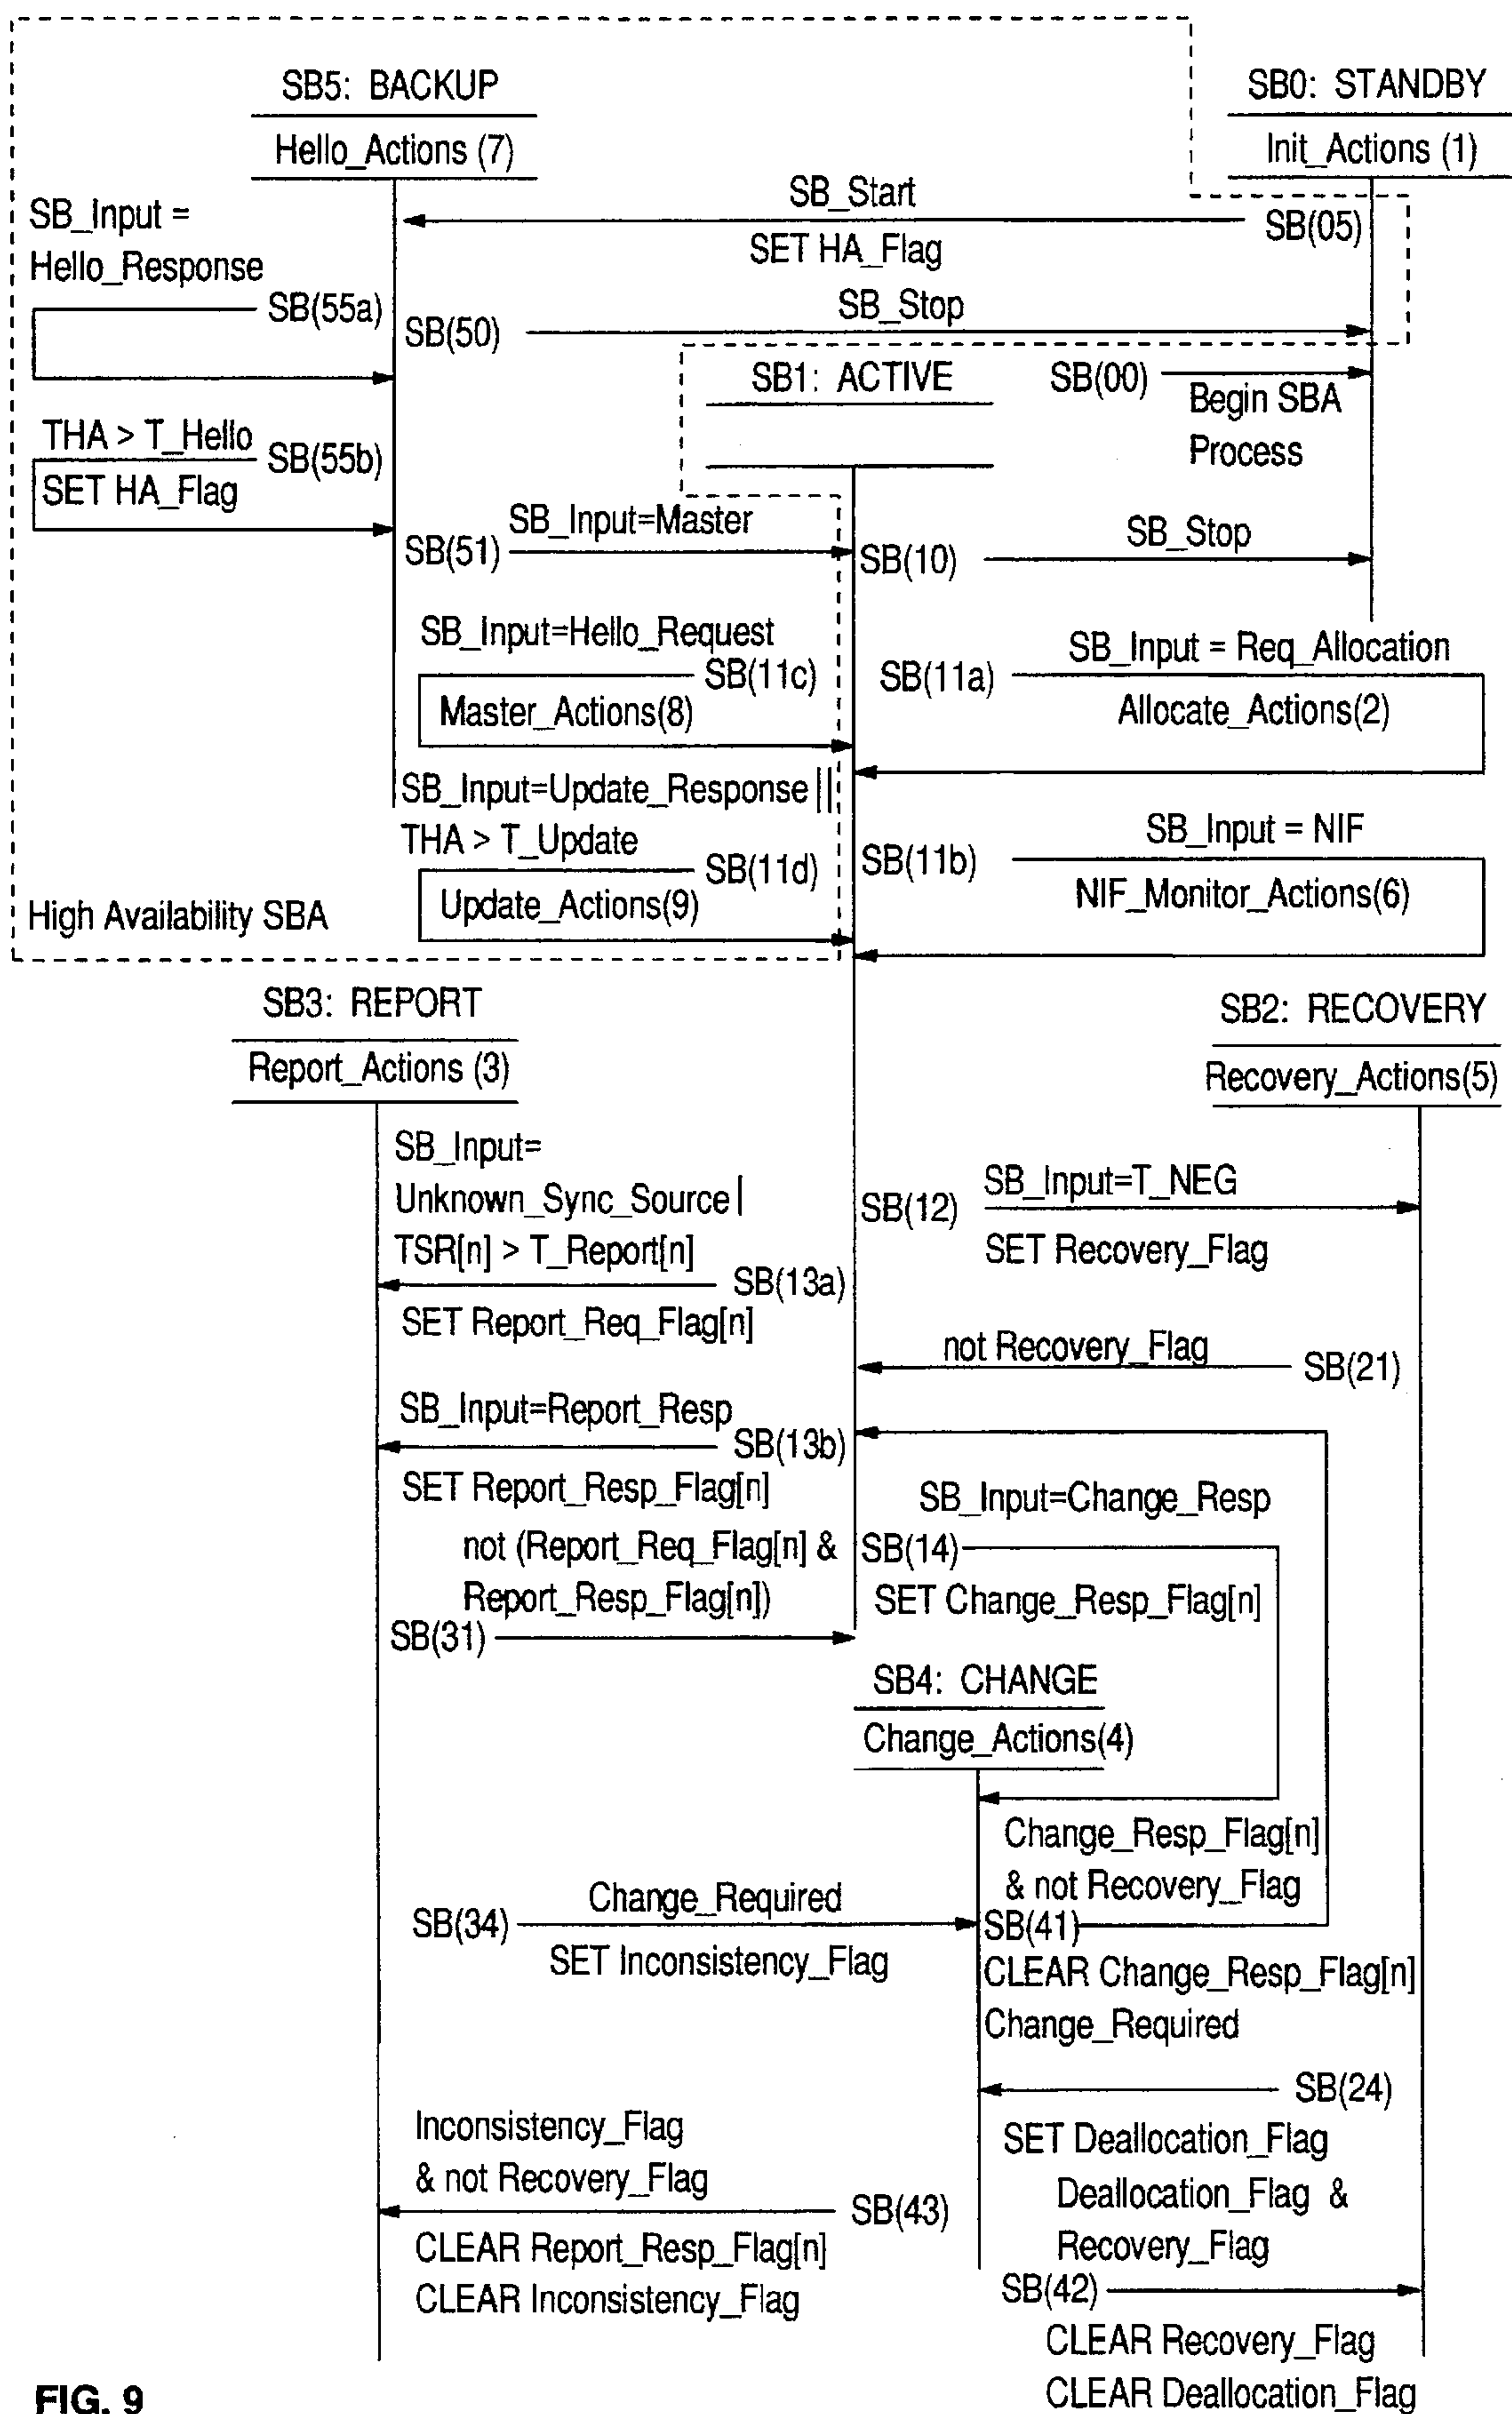 SB5: BACKUP
Hello_Actions (7)
SB0: STANDBY
Init_Actions (1)
SB_Start
SB(05)
SET HA_Flag
SB_Input =
Hello_Response
SB(55a)
SB_Stop
SB(50)
SB1: ACTIVE
SB(00)
Begin SBA
Process
THA > T_Hello
SB(55b)
SET HA_Flag
SB_Input=Master
SB(51)
SB_Stop
SB(10)
SB_Input=Hello_Request
SB(11c)
Master_Actions(8)
SB_Input = Req_Allocation
SB(11a)
Allocate_Actions(2)
SB_Input=Update_Response ||
THA > T_Update
SB(11d)
Update_Actions(9)
SB_Input = NIF
SB(11b)
NIF_Monitor_Actions(6)
High Availability SBA
SB3: REPORT
Report_Actions (3)
SB2: RECOVERY
Recovery_Actions(5)
SB_Input=
Unknown_Sync_Source |
TSR[n] > T_Report[n]
SB(13a)
SET Report_Req_Flag[n]
SB_Input=T_NEG
SB(12)
SET Recovery_Flag
not Recovery_Flag
SB(21)
SB_Input=Report_Resp
SB(13b)
SET Report_Resp_Flag[n]
SB_Input=Change_Resp
SB(14)
SET Change_Resp_Flag[n]
not (Report_Req_Flag[n] &
Report_Resp_Flag[n])
SB(31)
SB4: CHANGE
Change_Actions(4)
Change_Resp_Flag[n]
& not Recovery_Flag
SB(41)
CLEAR Change_Resp_Flag[n]
Change_Required
SB(34)
SET Inconsistency_Flag
Change_Required
SB(24)
SET Deallocation_Flag
Inconsistency_Flag
& not Recovery_Flag
SB(43)
CLEAR Report_Resp_Flag[n]
CLEAR Inconsistency_Flag
Deallocation_Flag &
Recovery_Flag
SB(42)
CLEAR Recovery_Flag
CLEAR Deallocation_Flag
FIG. 9